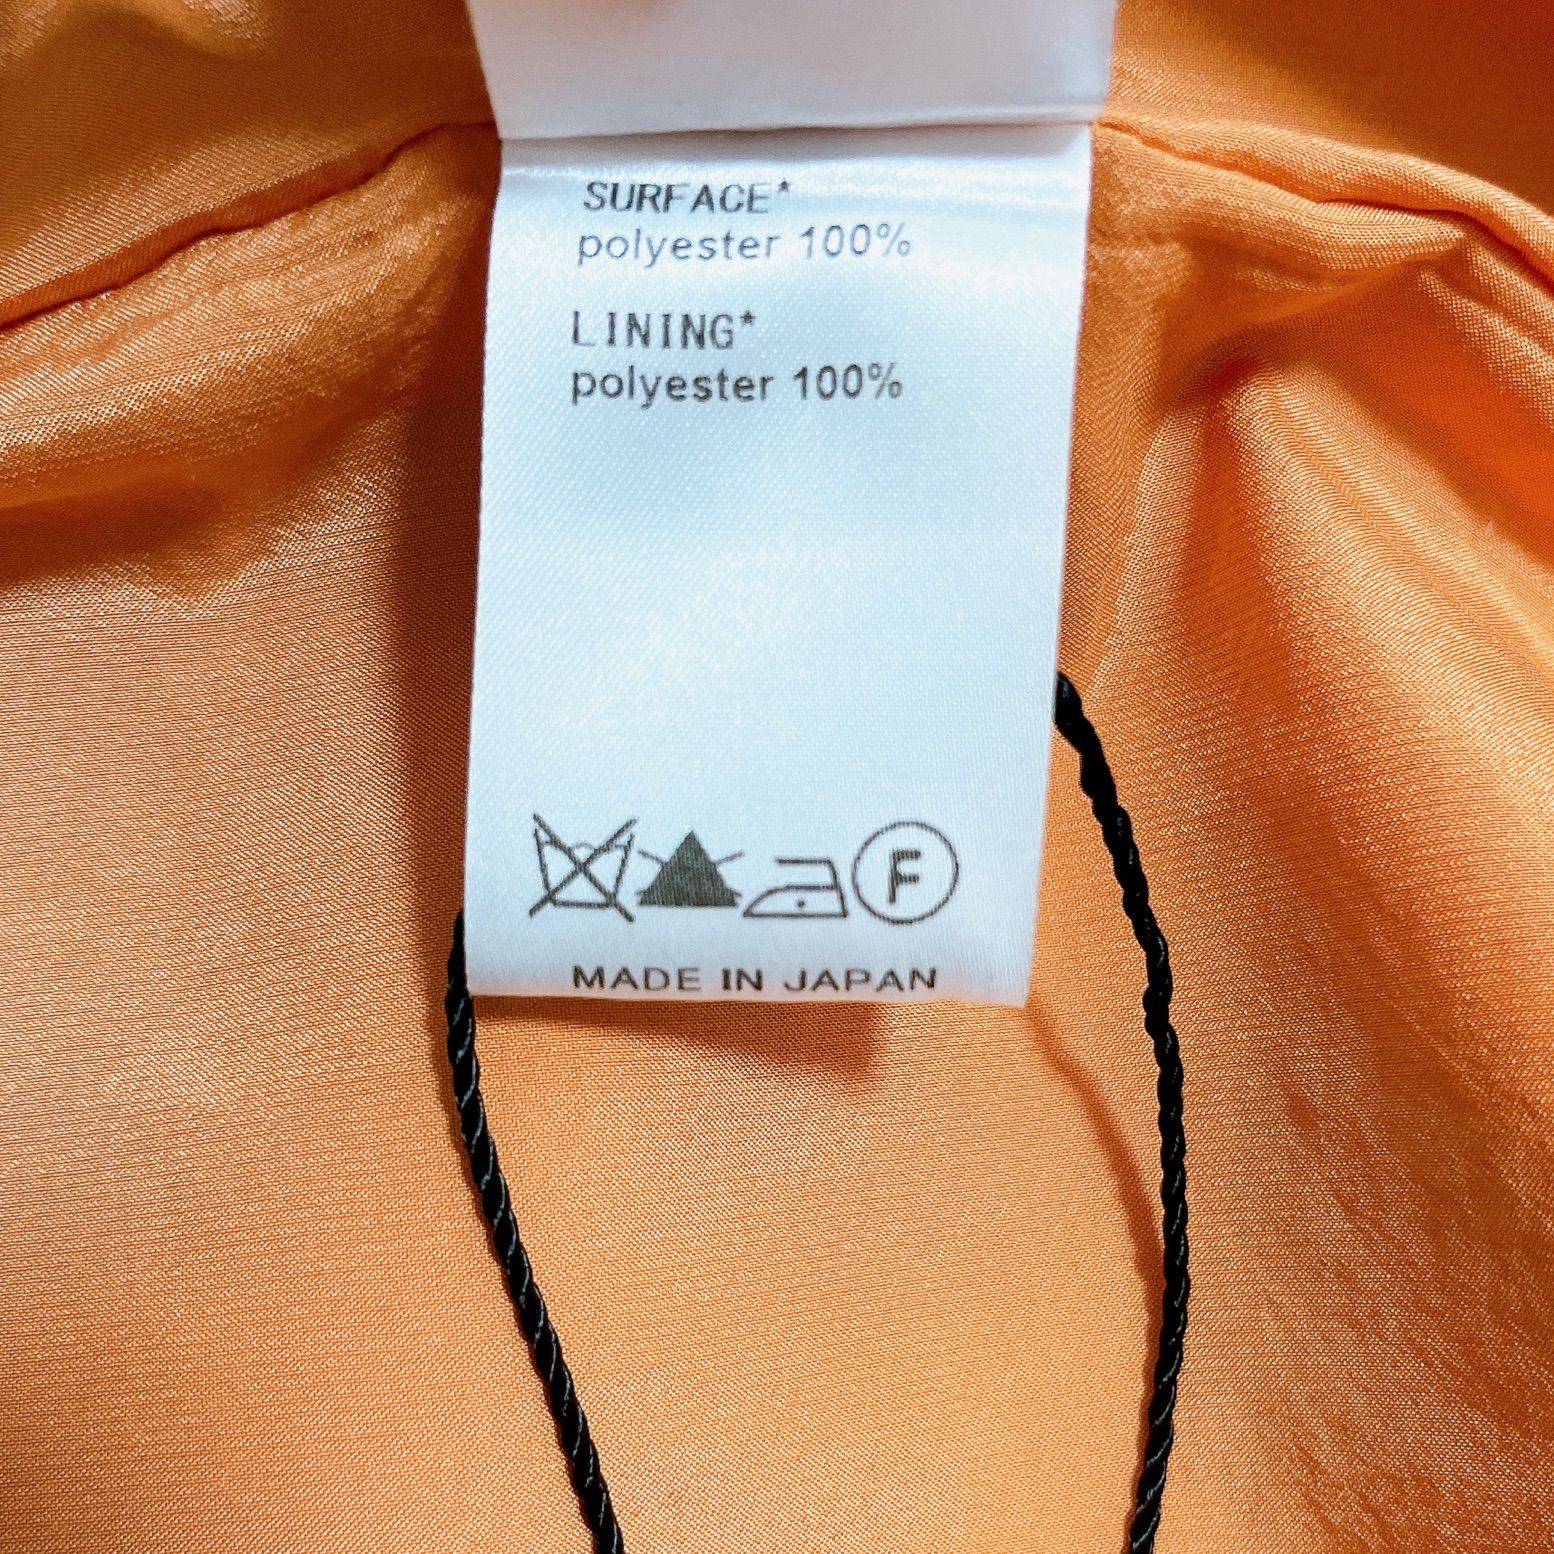 SURFACE*
polyester 100%
LINING*
polyester 100%
F
MADE IN JAPAN